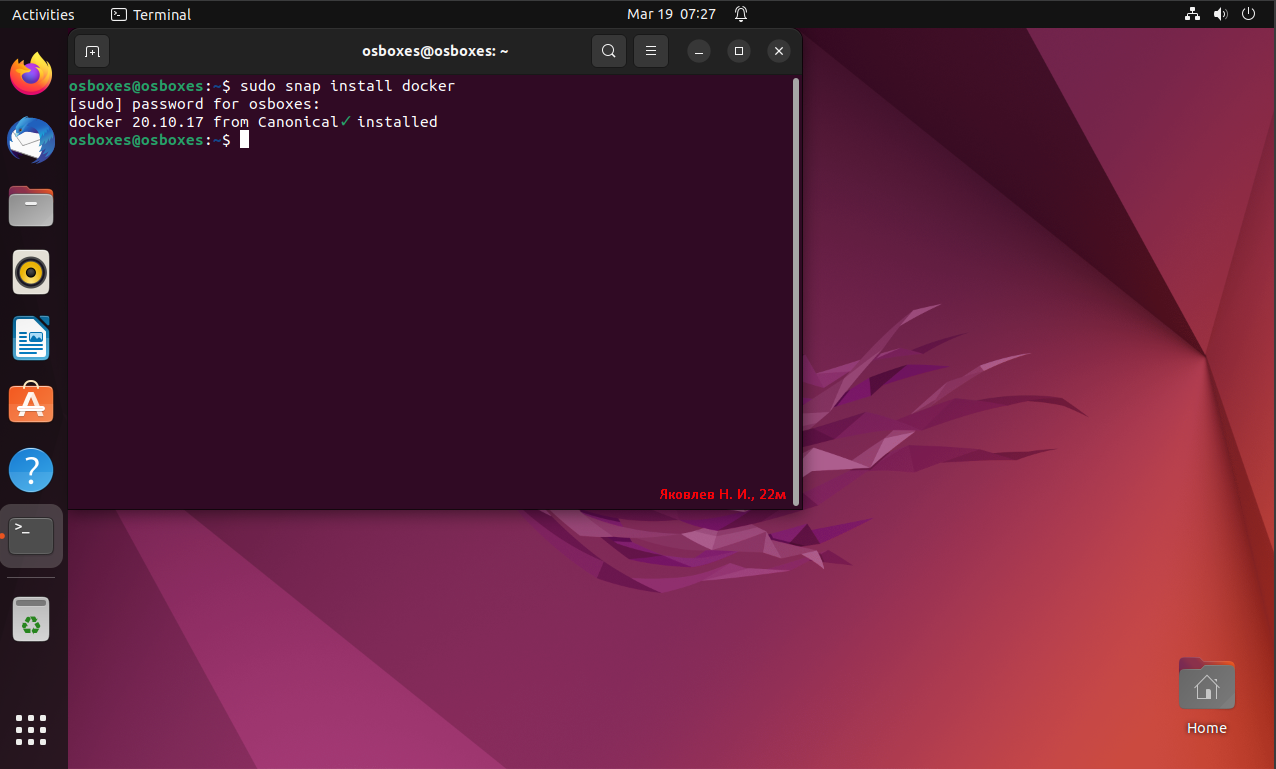 Activities
Terminal
Mar 19 07:27
osboxes@osboxes: ~
osboxes@osboxes:~$ sudo snap install docker
[sudo] password for osboxes:
docker 20.10.17 from Canonical✓ installed
osboxes@osboxes:~$
Яковлев Н. И., 22м
Home